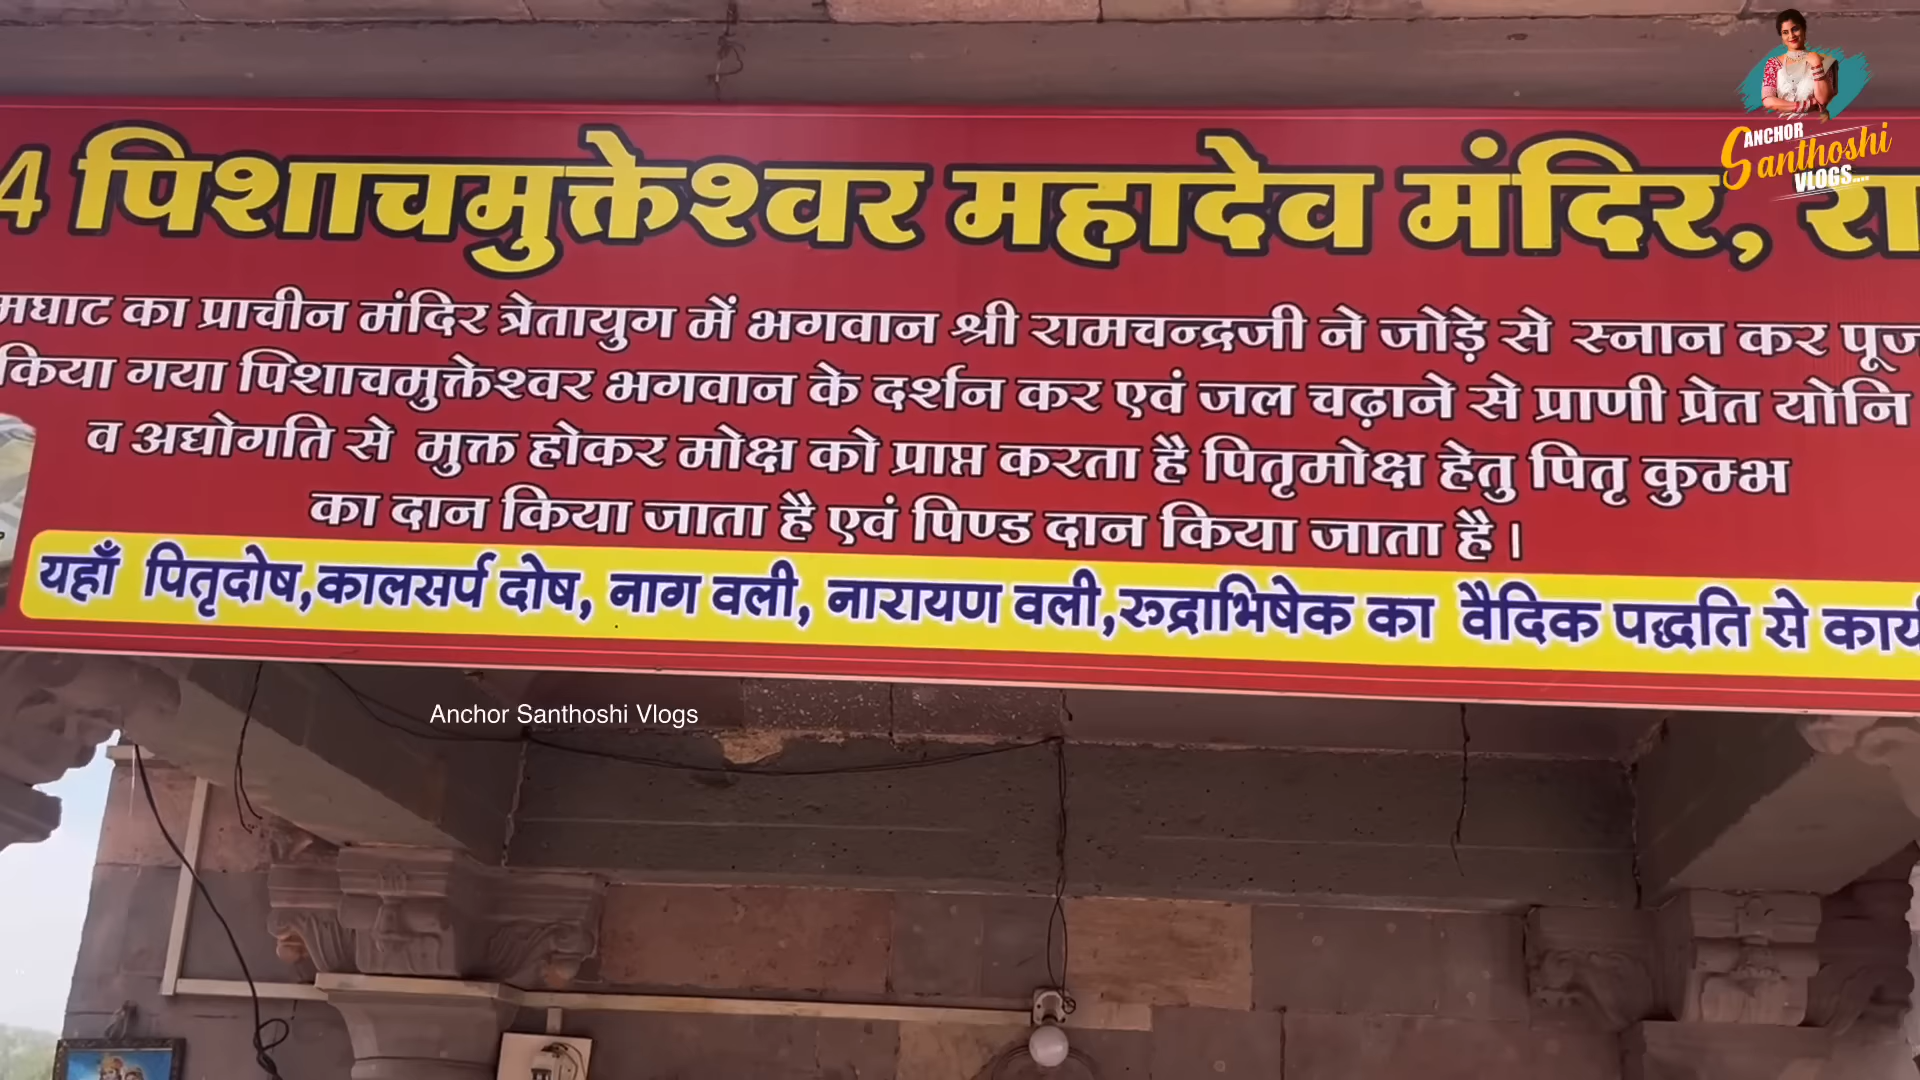 4 पिशाचमुक्तेश्वर महादेव मंदिर, रा
मघाट का प्राचीन मंदिर त्रेतायुग में भगवान श्री रामचन्द्रजी ने जोड़े से स्नान कर पूज
किया गया पिशाचमुक्तेश्वर भगवान के दर्शन कर एवं जल चढ़ाने से प्राणी प्रेत योनि
व अद्योगति से मुक्त होकर मोक्ष को प्राप्त करता है पितृमोक्ष हेतु पितृ कुम्भ
का दान किया जाता है एवं पिण्ड दान किया जाता है।
यहाँ पितृदोष,कालसर्प दोष, नाग वली, नारायण वली,रुद्राभिषेक का वैदिक पद्धति से कार्य
ANCHOR
Santhoshi
VLOGS....
Anchor Santhoshi Vlogs